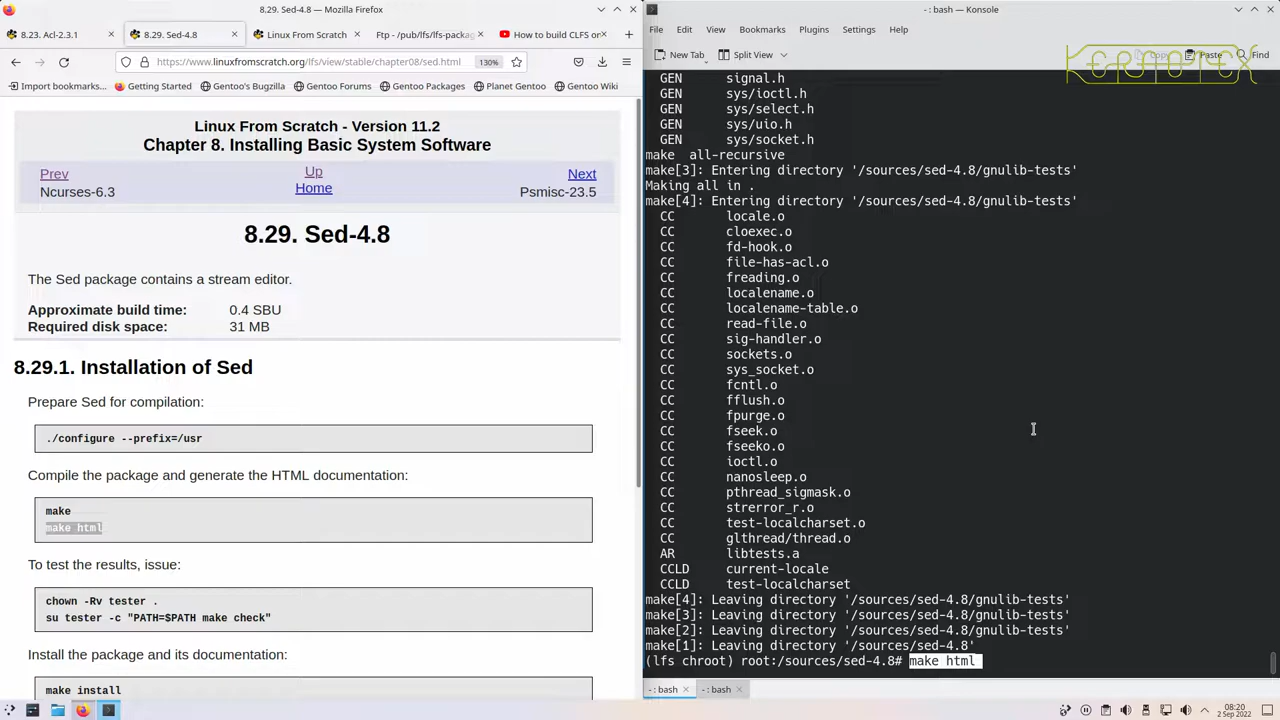 8.29. Sed-4.8 — Mozilla Firefox
8.23. Acl-2.3.1
8.29. Sed-4.8
Linux From Scratch
Ftp - /pub/lfs/lfs-packag
How to build CLFS on
https://www.linuxfromscratch.org/lfs/view/stable/chapter08/sed.html
130%
Import bookmarks...
Getting Started
Gentoo's Bugzilla
Gentoo Forums
Gentoo Packages
Planet Gentoo
Gentoo Wiki
Linux From Scratch - Version 11.2
Chapter 8. Installing Basic System Software
Prev
Up
Next
Ncurses-6.3
Home
Psmisc-23.5
8.29. Sed-4.8
The Sed package contains a stream editor.
Approximate build time: 0.4 SBU
Required disk space: 31 MB
8.29.1. Installation of Sed
Prepare Sed for compilation:
./configure --prefix=/usr
Compile the package and generate the HTML documentation:
make
make html
To test the results, issue:
chown -Rv tester .
su tester -c "PATH=$PATH make check"
Install the package and its documentation:
make install
- : bash — Konsole
File Edit View Bookmarks Plugins Settings Help
New Tab
Split View
Copy
Paste
Find
KERNOTEX
GEN signal.h
GEN sys/ioctl.h
GEN sys/select.h
GEN sys/uio.h
GEN sys/socket.h
make all-recursive
make[3]: Entering directory '/sources/sed-4.8/gnulib-tests'
Making all in .
make[4]: Entering directory '/sources/sed-4.8/gnulib-tests'
CC locale.o
CC cloexec.o
CC fd-hook.o
CC file-has-acl.o
CC freading.o
CC localename.o
CC localename-table.o
CC read-file.o
CC sig-handler.o
CC sockets.o
CC sys_socket.o
CC fcntl.o
CC fflush.o
CC fpurge.o
CC fseek.o
CC fseeko.o
CC ioctl.o
CC nanosleep.o
CC pthread_sigmask.o
CC strerror_r.o
CC test-localcharset.o
CC glthread/thread.o
AR libtests.a
CCLD current-locale
CCLD test-localcharset
make[4]: Leaving directory '/sources/sed-4.8/gnulib-tests'
make[3]: Leaving directory '/sources/sed-4.8/gnulib-tests'
make[2]: Leaving directory '/sources/sed-4.8/gnulib-tests'
make[1]: Leaving directory '/sources/sed-4.8'
(lfs chroot) root:/sources/sed-4.8# make html
- : bash
- : bash
08:20
2 Sep 2022